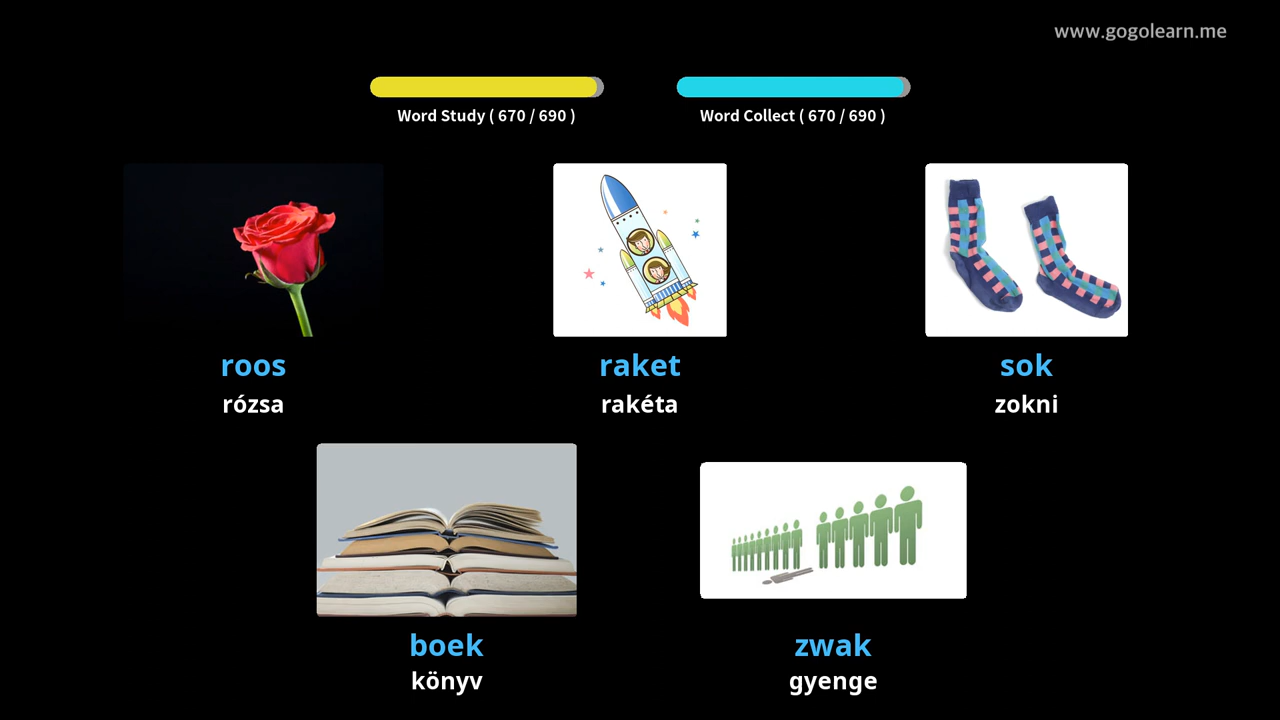 www.gogolearn.me
Word Study ( 670 / 690 )
Word Collect ( 670 / 690 )
roos
rózsa
raket
rakéta
sok
zokni
boek
könyv
zwak
gyenge